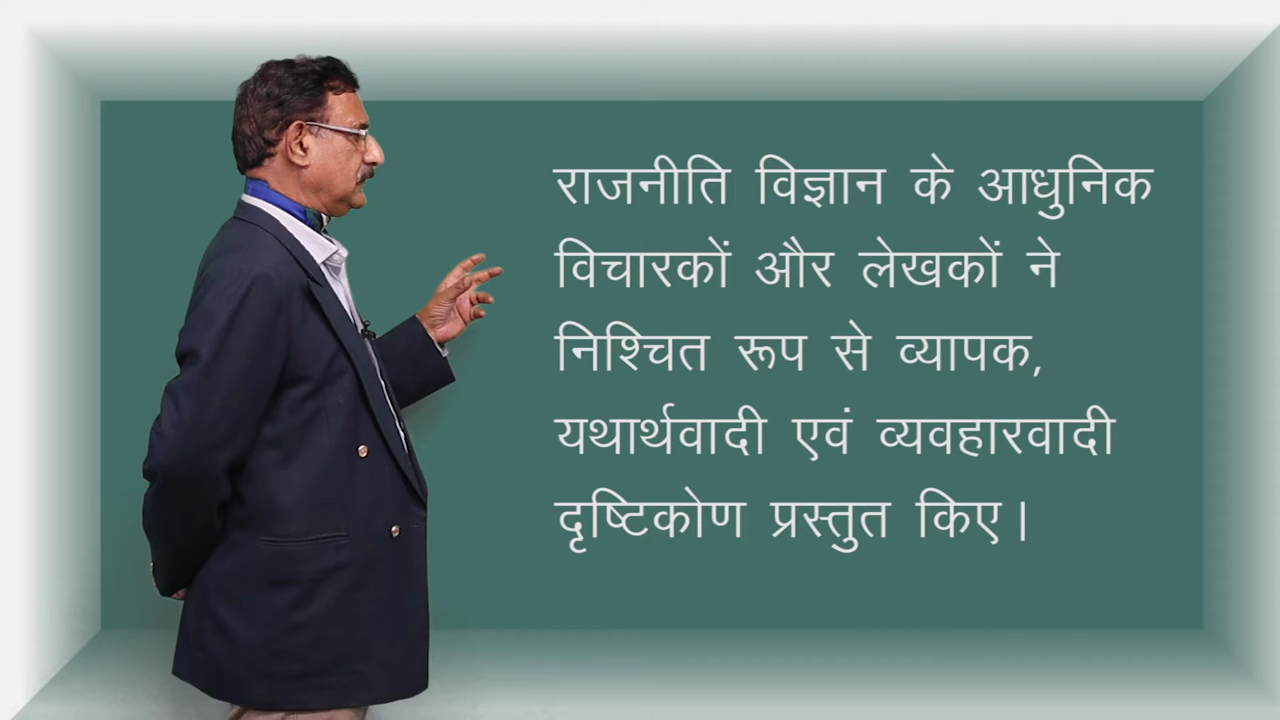 राजनीति विज्ञान के आधुनिक
विचारकों और लेखकों ने
निश्चित रूप से व्यापक,
यथार्थवादी एवं व्यवहारवादी
दृष्टिकोण प्रस्तुत किए।